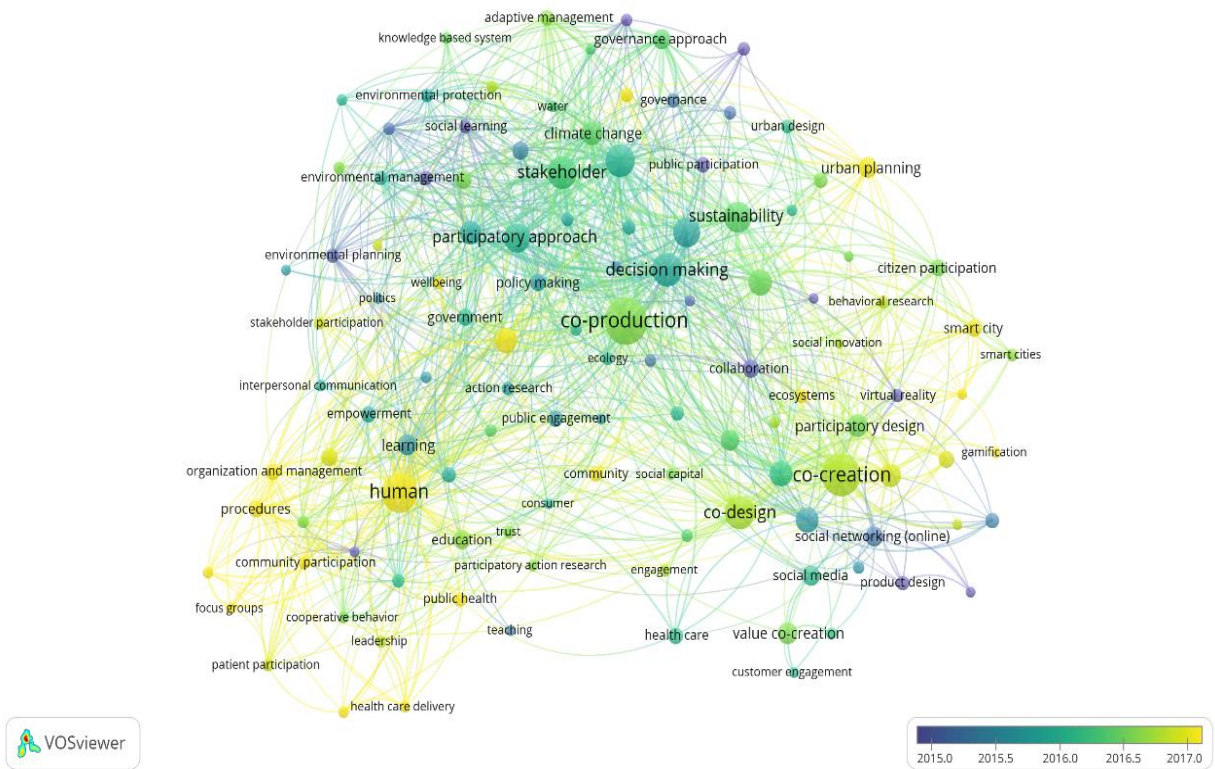 adaptive management
knowledge based system
governance approach
environmental protection
water
governance
social learning
climate change
urban design
stakeholder
public participation
urban planning
environmental management
sustainability
participatory approach
environmental planning
decision making
citizen participation
wellbeing
policy making
politics
behavioral research
stakeholder participation
government
co-production
smart city
social innovation
smart cities
ecology
collaboration
interpersonal communication
action research
ecosystems
virtual reality
empowerment
public engagement
participatory design
learning
gamification
organization and management
community
social capital
co-creation
human
procedures
consumer
co-design
education
trust
social networking (online)
community participation
participatory action research
engagement
social media
product design
focus groups
public health
cooperative behavior
teaching
health care
value co-creation
leadership
patient participation
customer engagement
health care delivery
VOSviewer
2015.0 2015.5 2016.0 2016.5 2017.0